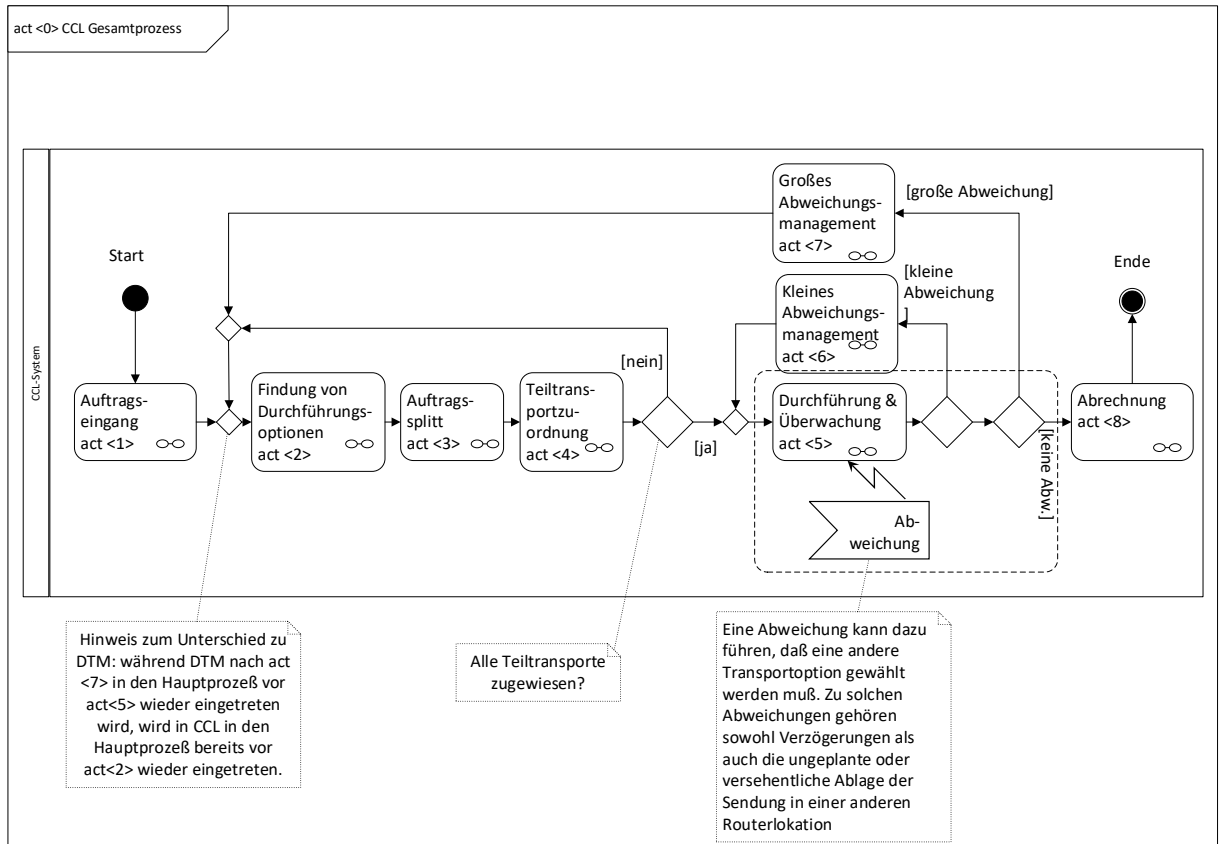 act <0> CCL Gesamtprozess
CCL-System
Start
Auftrags-
eingang
act <1>
Findung von
Durchführungs-
optionen
act <2>
Auftrags-
splitt
act <3>
Teiltrans-
portzu-
ordnung
act <4>
[nein]
[ja]
Großes
Abweichungs-
management
act <7>
[große Abweichung]
Kleines
Abweichungs-
management
act <6>
[kleine
Abweichung
]
Durchführung &
Überwachung
act <5>
Ab-
weichung
[keine Abw.]
Ende
Abrechnung
act <8>
Hinweis zum Unterschied zu
DTM: während DTM nach act
<7> in den Hauptprozeß vor
act<5> wieder eingetreten
wird, wird in CCL in den
Hauptprozeß bereits vor
act<2> wieder eingetreten.
Alle Teiltransporte
zugewiesen?
Eine Abweichung kann dazu
führen, daß eine andere
Transportoption gewählt
werden muß. Zu solchen
Abweichungen gehören
sowohl Verzögerungen als
auch die ungeplante oder
versehentliche Ablage der
Sendung in einer anderen
Routerlokation